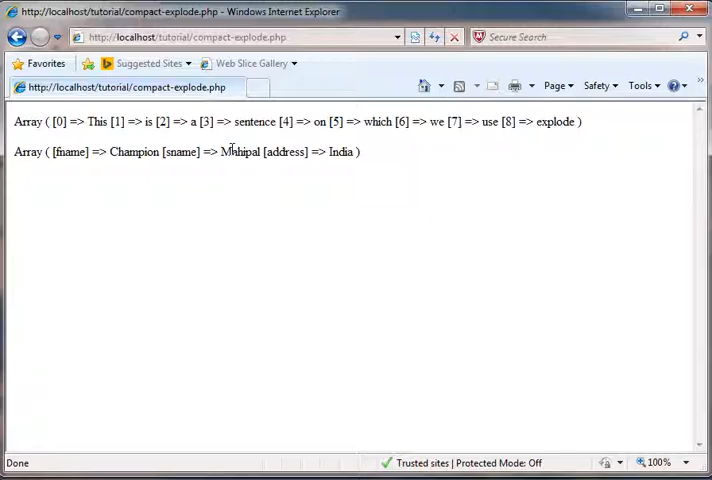 http://localhost/tutorial/compact-explode.php - Windows Internet Explorer
http://localhost/tutorial/compact-explode.php Secure Search
Favorites Suggested Sites Web Slice Gallery
http://localhost/tutorial/compact-explode.php Page Safety Tools
Array ( [0] => This [1] => is [2] => a [3] => sentence [4] => on [5] => which [6] => we [7] => use [8] => explode )
Array ( [fname] => Champion [sname] => Mahipal [address] => India )
Done Trusted sites | Protected Mode: Off 100%